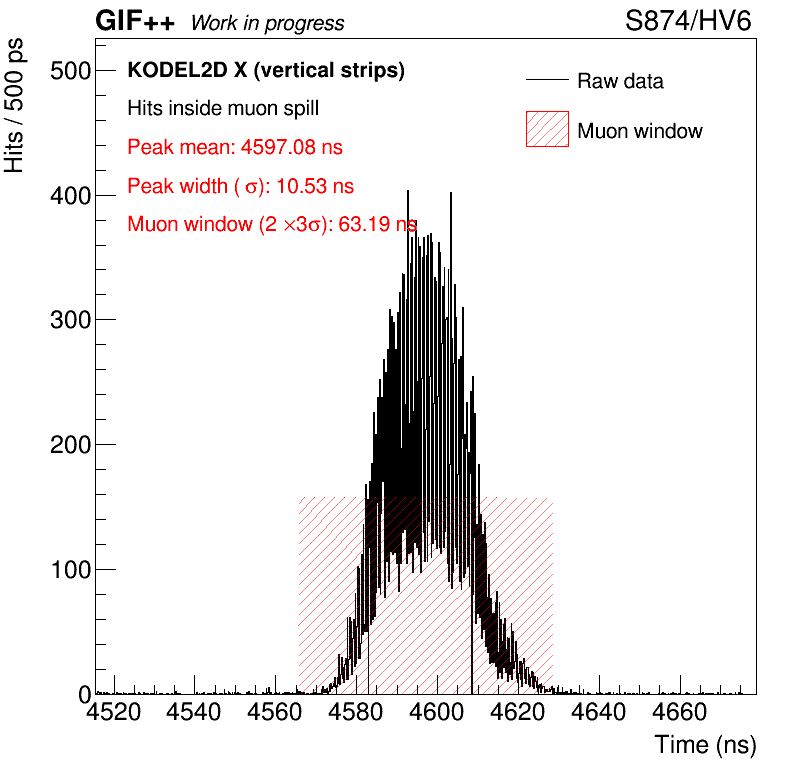 GIF++ Work in progress S874/HV6
Hits / 500 ps
500
400
300
200
100
0
KODEL2D X (vertical strips)
Hits inside muon spill
Peak mean: 4597.08 ns
Peak width ( σ): 10.53 ns
Muon window (2 ×3σ): 63.19 ns
Raw data
Muon window
4520 4540 4560 4580 4600 4620 4640 4660
Time (ns)